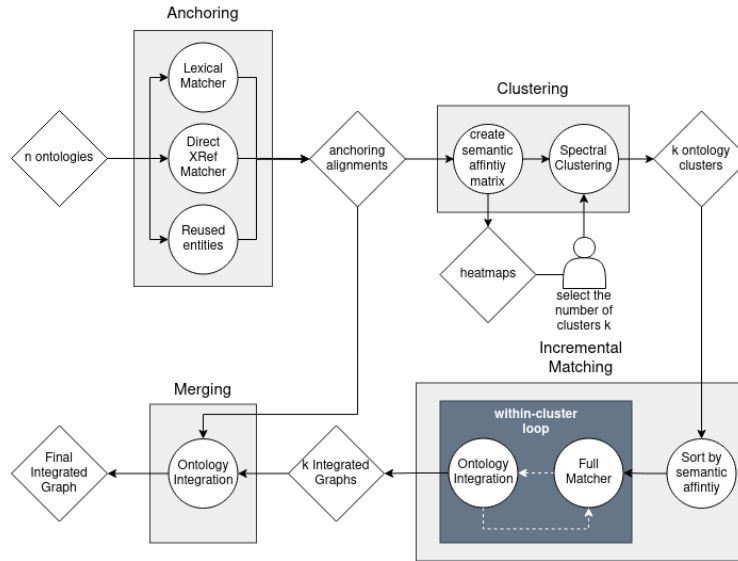 Anchoring
Lexical
Matcher
n ontologies
Direct
XRef
Matcher
Reused
entities
anchoring
alignments
Clustering
create
semantic
affintiy
matrix
Spectral
Clustering
k ontology
clusters
heatmaps
select the
number of
clusters k
Incremental
Matching
within-cluster
loop
Sort by
semantic
affintiy
Full
Matcher
Ontology
Integration
k Integrated
Graphs
Merging
Ontology
Integration
Final
Integrated
Graph